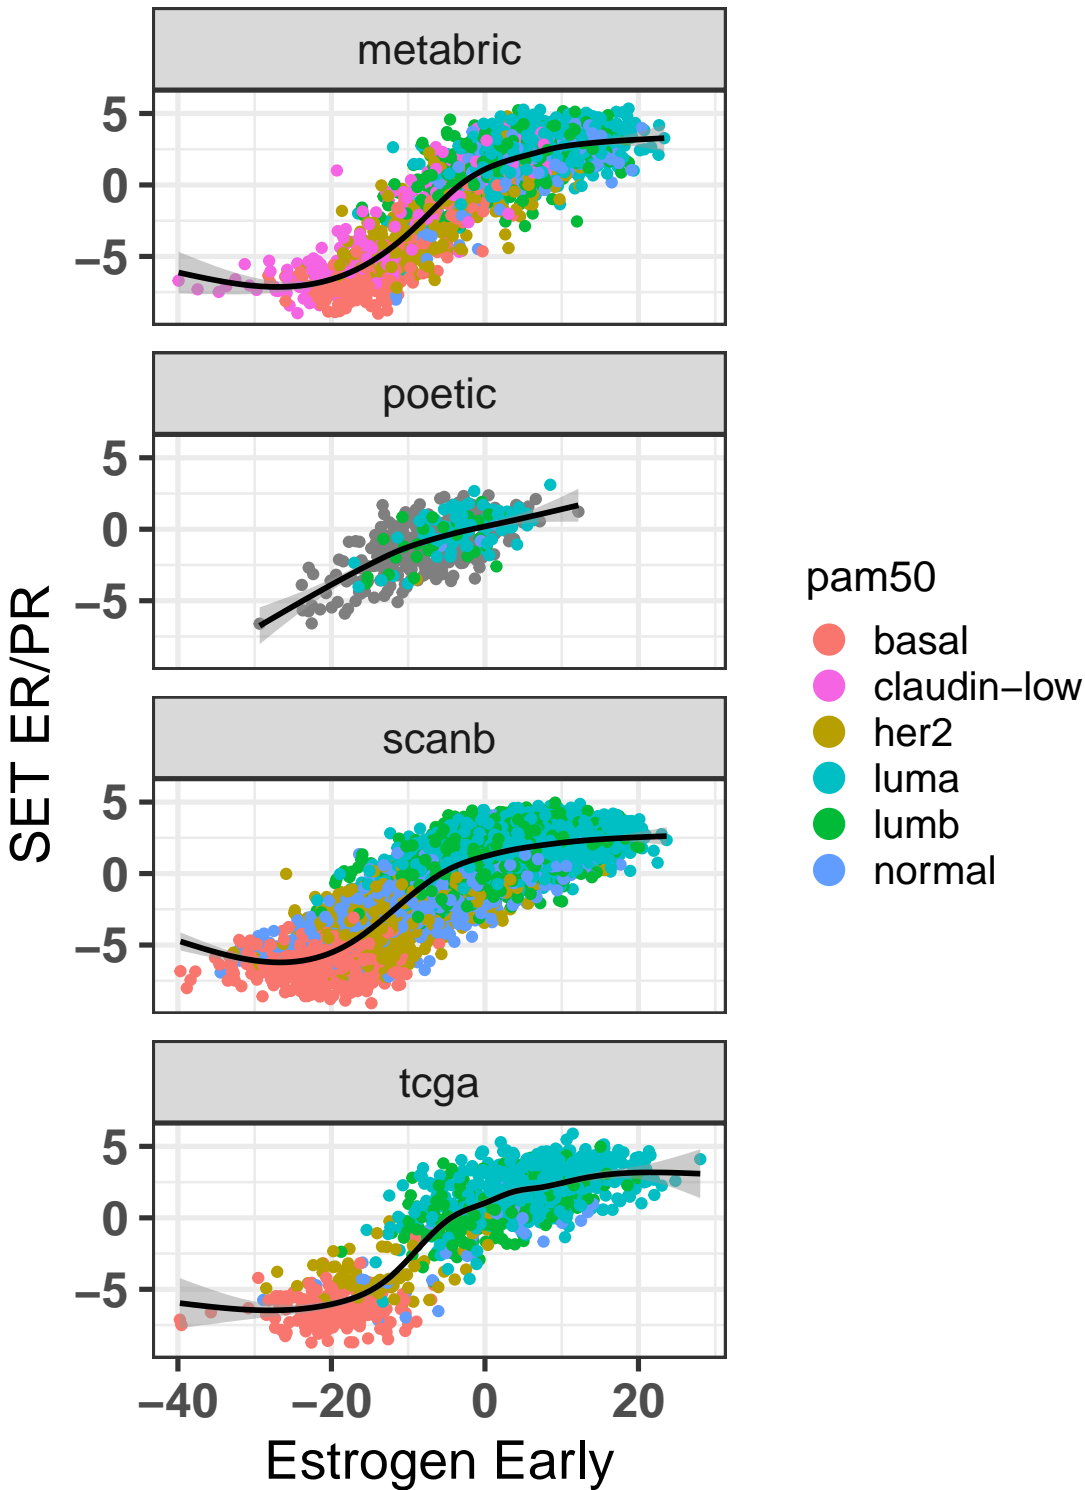 metabric
5
0
−5
poetic
5
0
−5
scanb
5
0
−5
tcga
5
0
−5
−40 −20 0 20
Estrogen Early
SET ER/PR
pam50
basal
claudin−low
her2
luma
lumb
normal